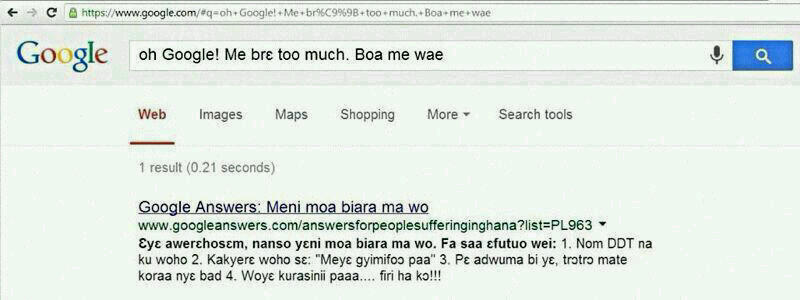 https://www.google.com/#q=oh+Google!+Me+br%C9%9B+too+much.+Boa+me+wae
Google oh Google! Me brɛ too much. Boa me wae
Web Images Maps Shopping More Search tools
1 result (0.21 seconds)
Google Answers: Meni moa biara ma wo
www.googleanswers.com/answersforpeoplesufferinginghana?list=PL963
Ɛyɛ awerɛhosɛm, nanso yɛni moa biara ma wo. Fa saa ɛfutuo wei: 1. Nom DDT na
ku woho 2. Kakyerɛ woho sɛ: "Meyɛ gyimifoɔ paa" 3. Pɛ adwuma bi yɛ, trɔtrɔ mate
koraa nyɛ bad 4. Woyɛ kurasinii paaa.... firi ha kɔ!!!